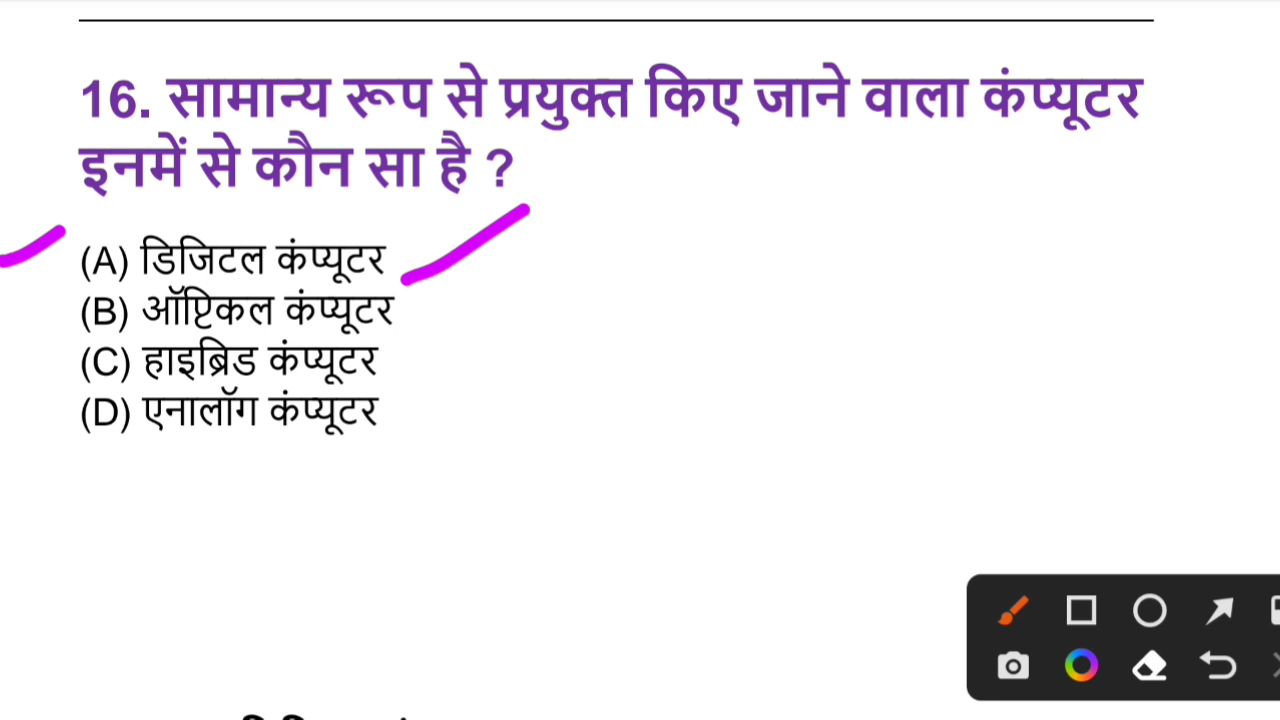 16. सामान्य रूप से प्रयुक्त किए जाने वाला कंप्यूटर
इनमें से कौन सा है ?
(A) डिजिटल कंप्यूटर
(B) ऑप्टिकल कंप्यूटर
(C) हाइब्रिड कंप्यूटर
(D) एनालॉग कंप्यूटर